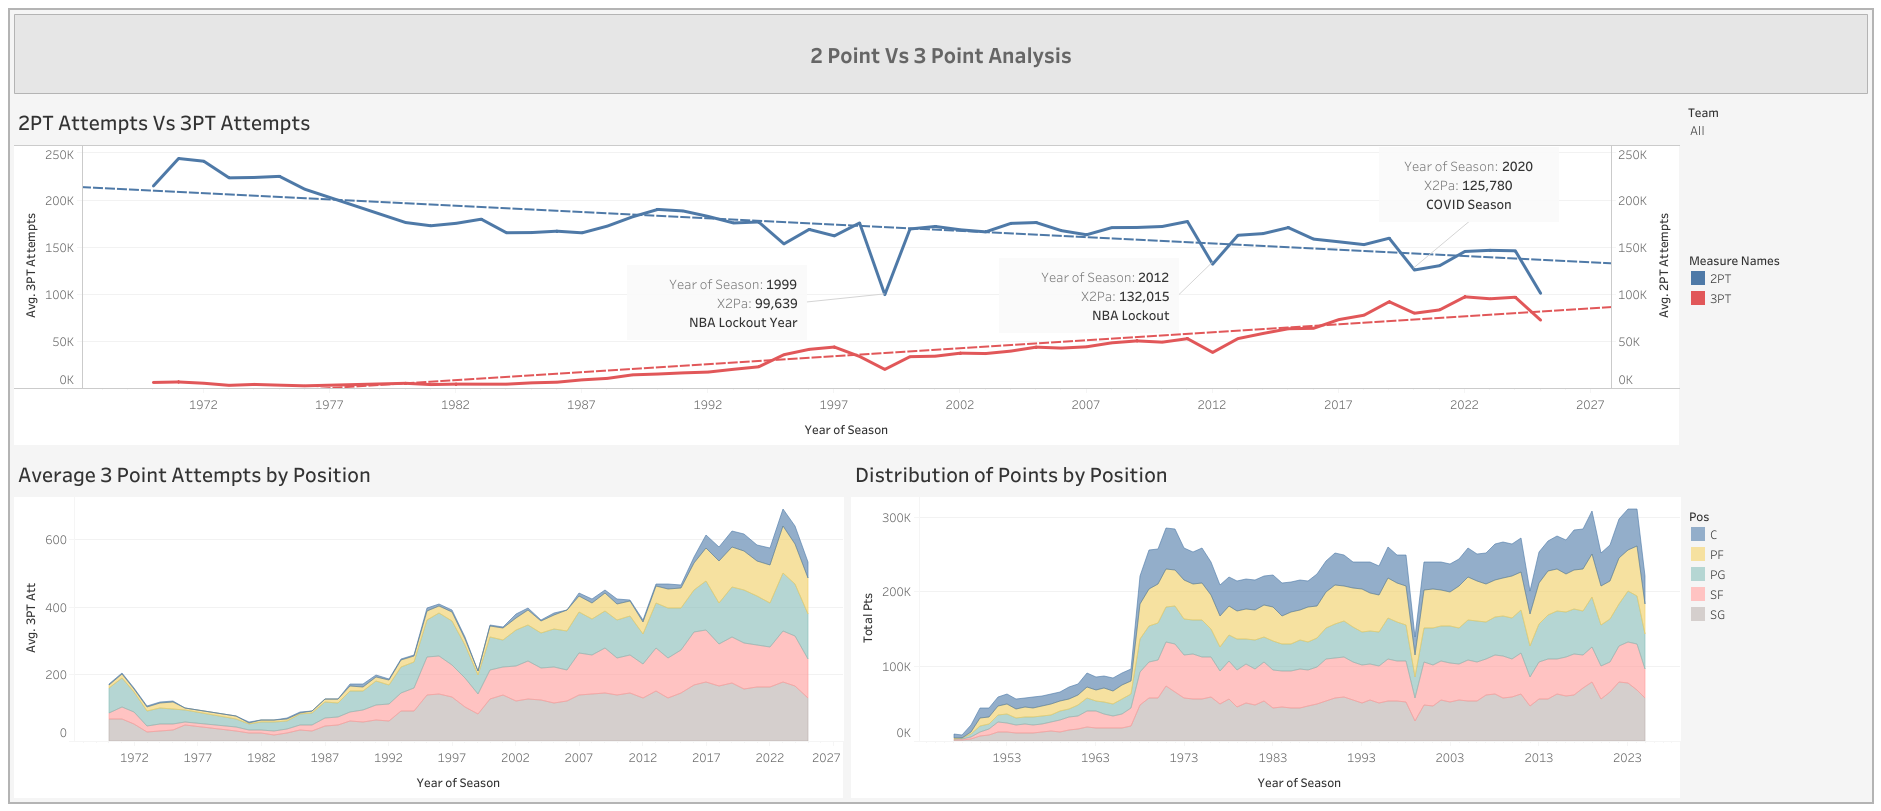 2 Point Vs 3 Point Analysis
2PT Attempts Vs 3PT Attempts
Team
All
250K
200K
150K
100K
50K
0K
Avg. 3PT Attempts
Year of Season: 1999
X2Pa: 99,639
NBA Lockout Year
Year of Season: 2012
X2Pa: 132,015
NBA Lockout
Year of Season: 2020
X2Pa: 125,780
COVID Season
250K
200K
150K
100K
50K
0K
Avg. 2PT Attempts
1972 1977 1982 1987 1992 1997 2002 2007 2012 2017 2022 2027
Year of Season
Measure Names
2PT
3PT
Average 3 Point Attempts by Position
600
400
200
0
Avg. 3PT Att
1972 1977 1982 1987 1992 1997 2002 2007 2012 2017 2022 2027
Year of Season
Distribution of Points by Position
300K
200K
100K
0K
Total Pts
1953 1963 1973 1983 1993 2003 2013 2023
Year of Season
Pos
C
PF
PG
SF
SG